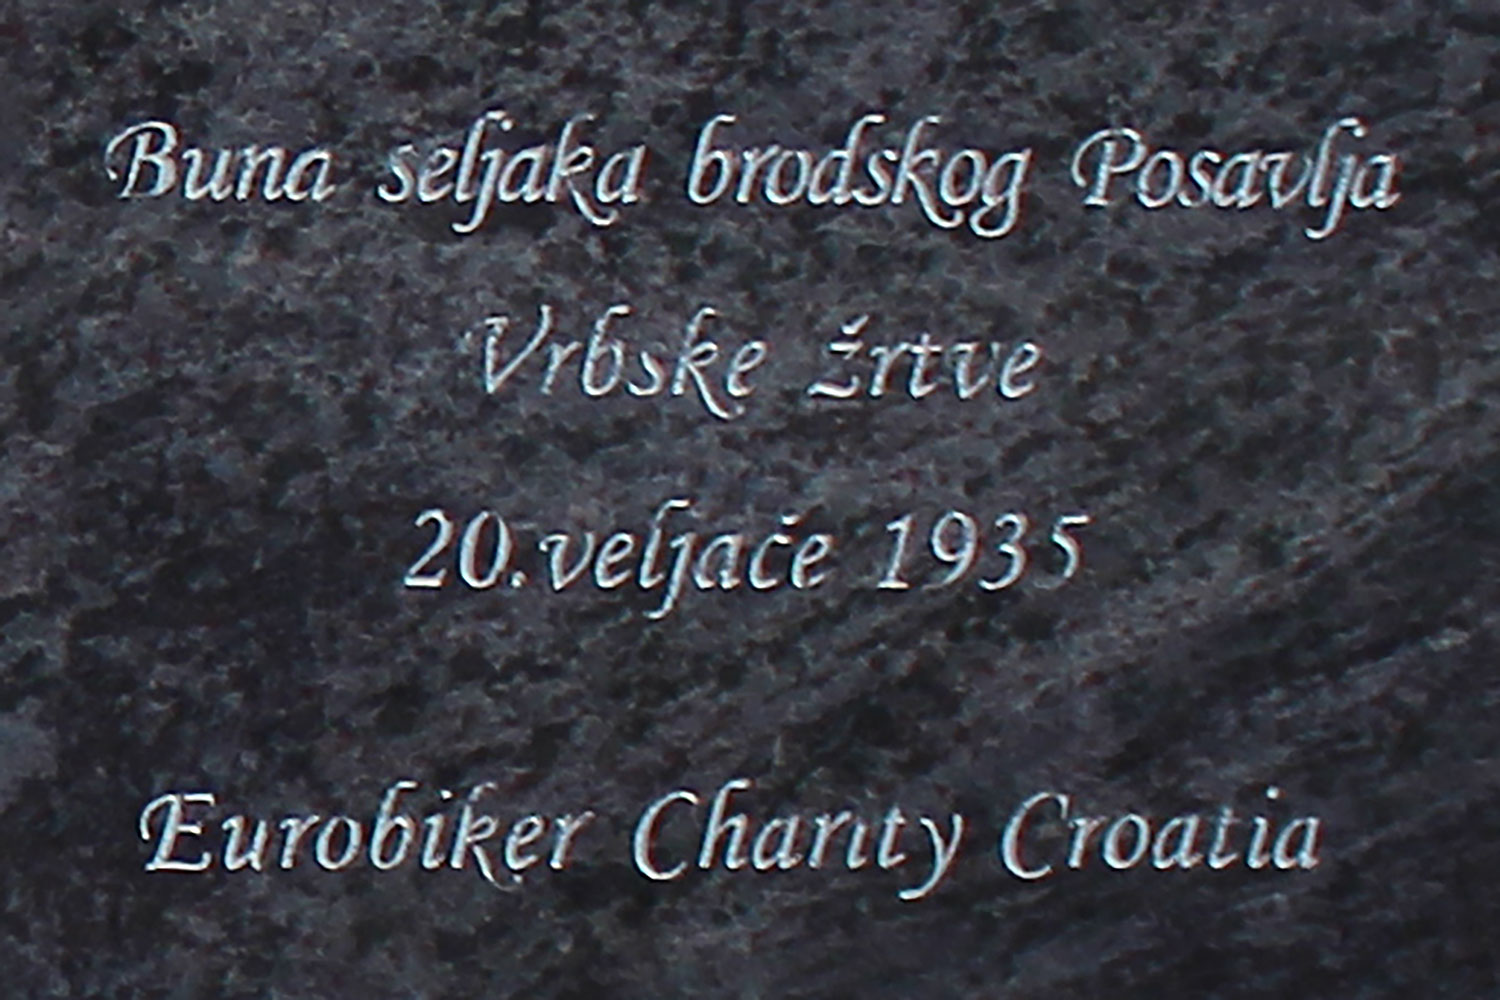 Buna seljaka brodskog Posavlja
Vrbske žrtve
20.veljače 1935
Eurobiker Charity Croatia